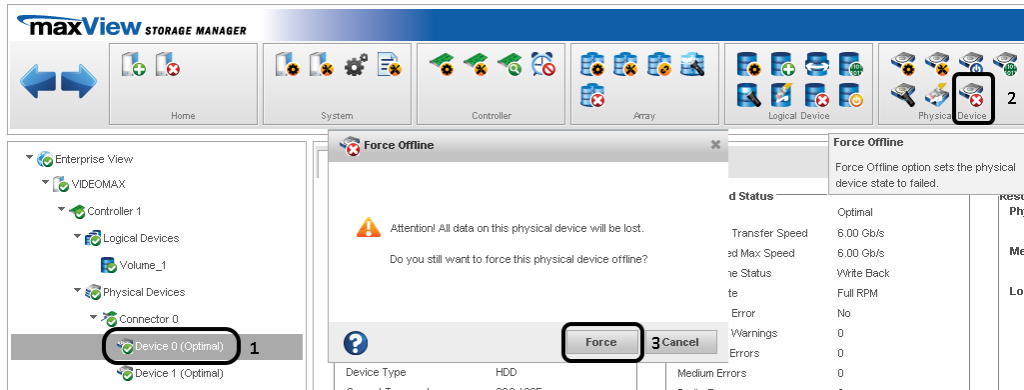 maxView STORAGE MANAGER
Home
System
Controller
Array
Logical Device
Physical Device
2
Force Offline
Force Offline option sets the physical
device state to failed.
Enterprise View
VIDEOMAX
Controller 1
Logical Devices
Volume_1
Physical Devices
Connector 0
Device 0 (Optimal)
1
Device 1 (Optimal)
Force Offline
Attention! All data on this physical device will be lost.
Do you still want to force this physical device offline?
Force
3
Cancel
d Status
Optimal
Transfer Speed
6.00 Gb/s
ed Max Speed
6.00 Gb/s
he Status
Write Back
te
Full RPM
Error
No
Warnings
0
Errors
0
Device Type
HDD
Medium Errors
0
Ph
Me
Lo